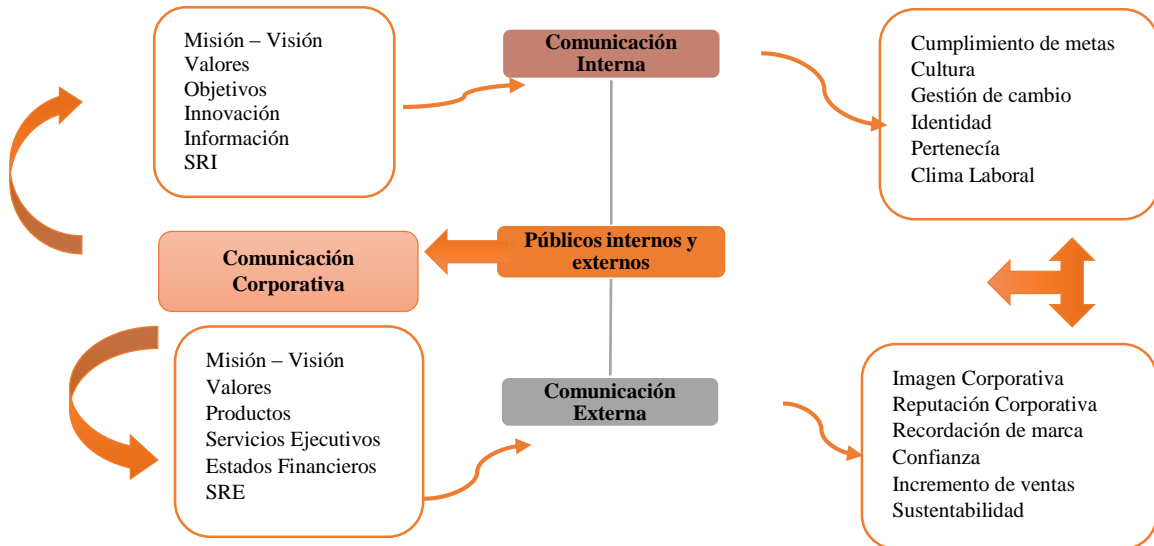 Misión – Visión
Valores
Objetivos
Innovación
Información
SRI
Comunicación
Interna
Cumplimiento de metas
Cultura
Gestión de cambio
Identidad
Pertenecía
Clima Laboral
Comunicación
Corporativa
Públicos internos y
externos
Misión – Visión
Valores
Productos
Servicios Ejecutivos
Estados Financieros
SRE
Comunicación
Externa
Imagen Corporativa
Reputación Corporativa
Recordación de marca
Confianza
Incremento de ventas
Sustentabilidad